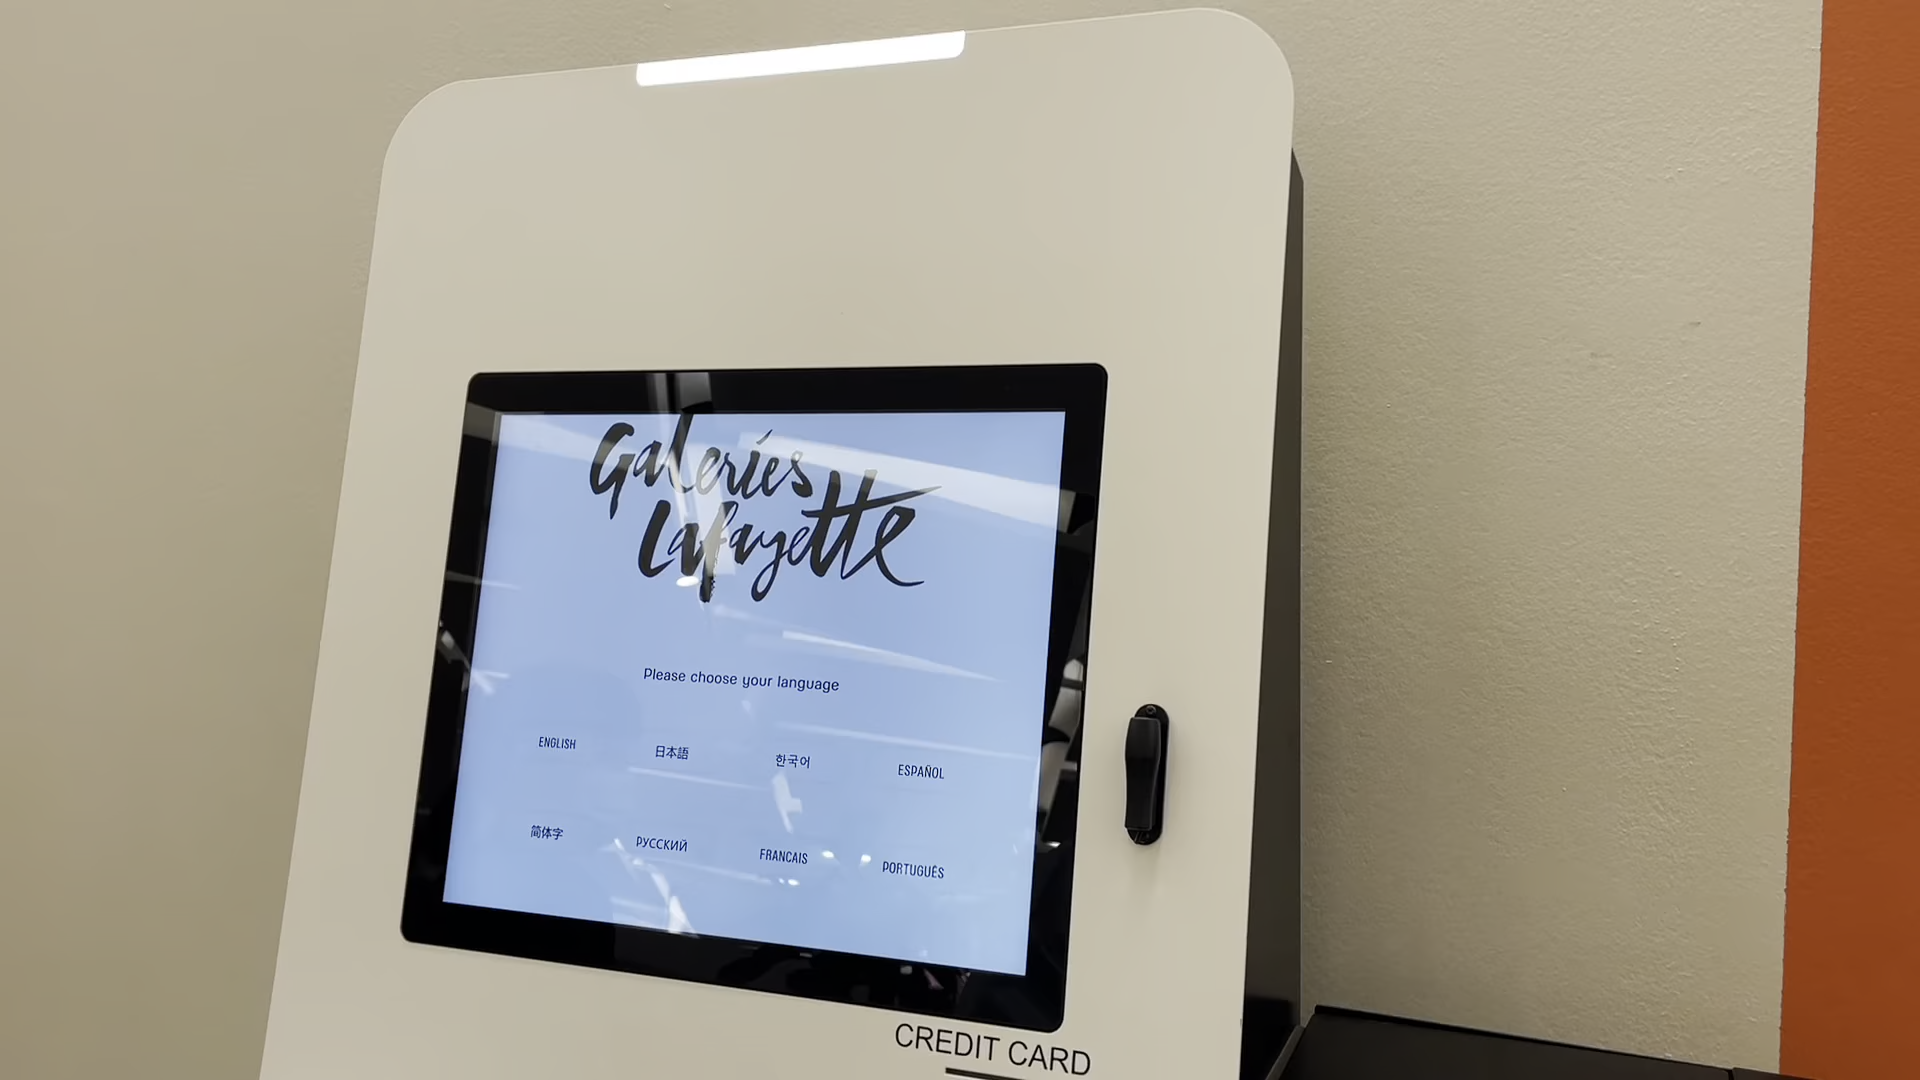 Galeries
Lafayette
Please choose your language
ENGLISH 日本語 한국어 ESPAÑOL
简体字 РУССКИЙ FRANCAIS PORTUGUÊS
CREDIT CARD